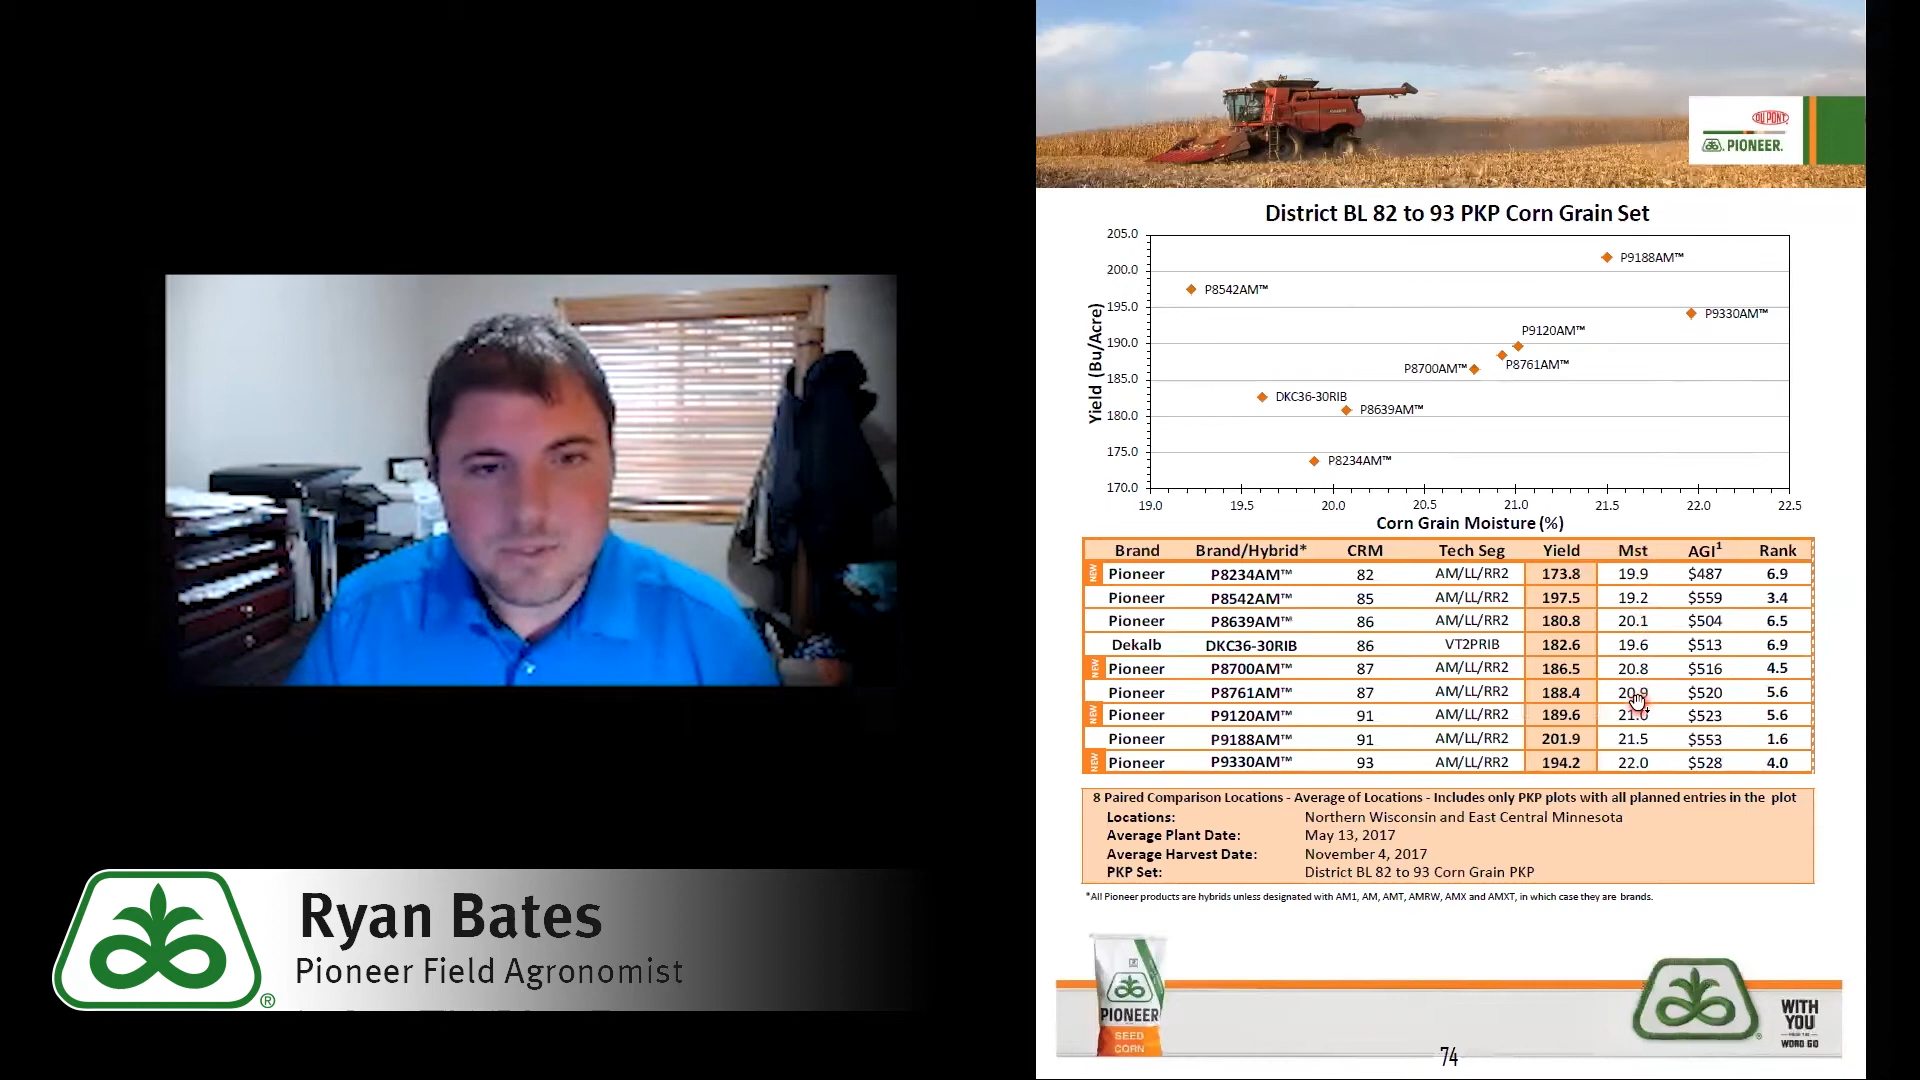 Ryan Bates
Pioneer Field Agronomist
®
DU PONT
PIONEER.
District BL 82 to 93 PKP Corn Grain Set
Yield (Bu/Acre)
205.0
200.0
195.0
190.0
185.0
180.0
175.0
170.0
P9188AM™
P8542AM™
P9330AM™
P9120AM™
P8761AM™
P8700AM™
DKC36-30RIB
P8639AM™
P8234AM™
19.0 19.5 20.0 20.5 21.0 21.5 22.0 22.5
Corn Grain Moisture (%)
Brand Brand/Hybrid* CRM Tech Seg Yield Mst AGI¹ Rank
NEW Pioneer P8234AM™ 82 AM/LL/RR2 173.8 19.9 $487 6.9
Pioneer P8542AM™ 85 AM/LL/RR2 197.5 19.2 $559 3.4
Pioneer P8639AM™ 86 AM/LL/RR2 180.8 20.1 $504 6.5
Dekalb DKC36-30RIB 86 VT2PRIB 182.6 19.6 $513 6.9
NEW Pioneer P8700AM™ 87 AM/LL/RR2 186.5 20.8 $516 4.5
Pioneer P8761AM™ 87 AM/LL/RR2 188.4 20.9 $520 5.6
NEW Pioneer P9120AM™ 91 AM/LL/RR2 189.6 21.0 $523 5.6
Pioneer P9188AM™ 91 AM/LL/RR2 201.9 21.5 $553 1.6
NEW Pioneer P9330AM™ 93 AM/LL/RR2 194.2 22.0 $528 4.0
8 Paired Comparison Locations - Average of Locations - Includes only PKP plots with all planned entries in the plot
Locations: Northern Wisconsin and East Central Minnesota
Average Plant Date: May 13, 2017
Average Harvest Date: November 4, 2017
PKP Set: District BL 82 to 93 Corn Grain PKP
*All Pioneer products are hybrids unless designated with AM1, AM, AMT, AMRW, AMX and AMXT, in which case they are brands.
PIONEER
SEED
CORN
WITH
YOU
FROM THE
WORD GO
74